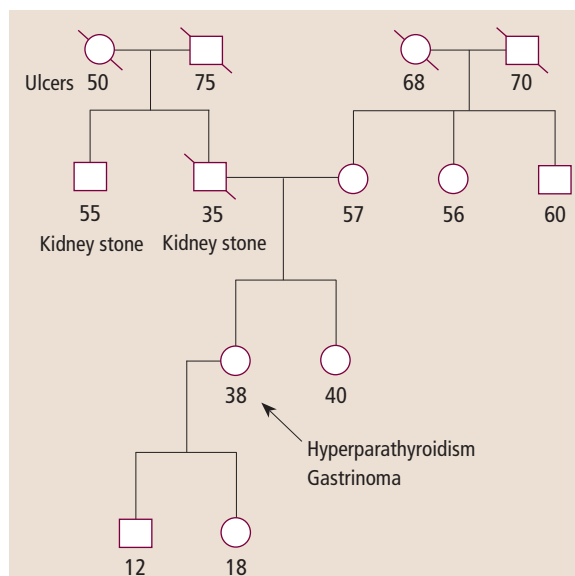 Ulcers 50 75 68 70
55 35 57 56 60
Kidney stone Kidney stone
38 40
Hyperparathyroidism
Gastrinoma
12 18